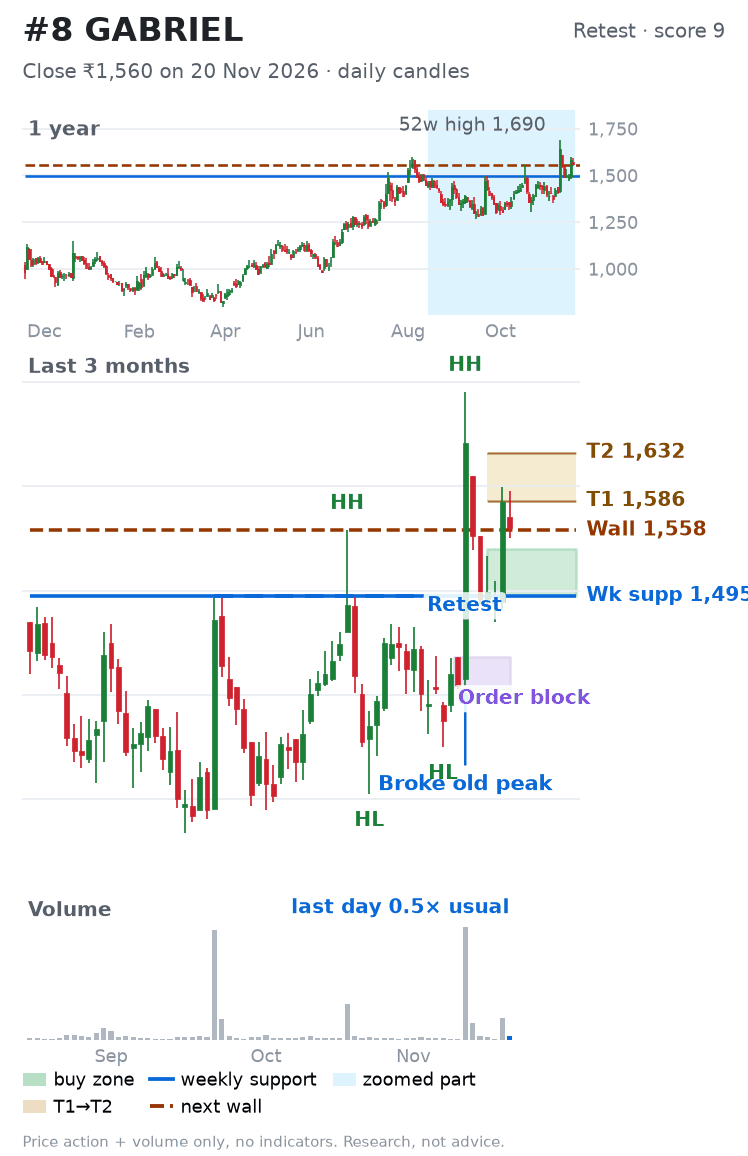 #8 GABRIEL
Retest · score 9
Close ₹1,560 on 20 Nov 2026 · daily candles
1 year
52w high 1,690
1,750
1,500
1,250
1,000
Dec Feb Apr Jun Aug Oct
Last 3 months
HH
T2 1,632
HH
T1 1,586
Wall 1,558
Wk supp 1,495
Retest
Order block
HL
Broke old peak
HL
Volume
last day 0.5× usual
Sep Oct Nov
buy zone
weekly support
zoomed part
T1→T2
next wall
Price action + volume only, no indicators. Research, not advice.